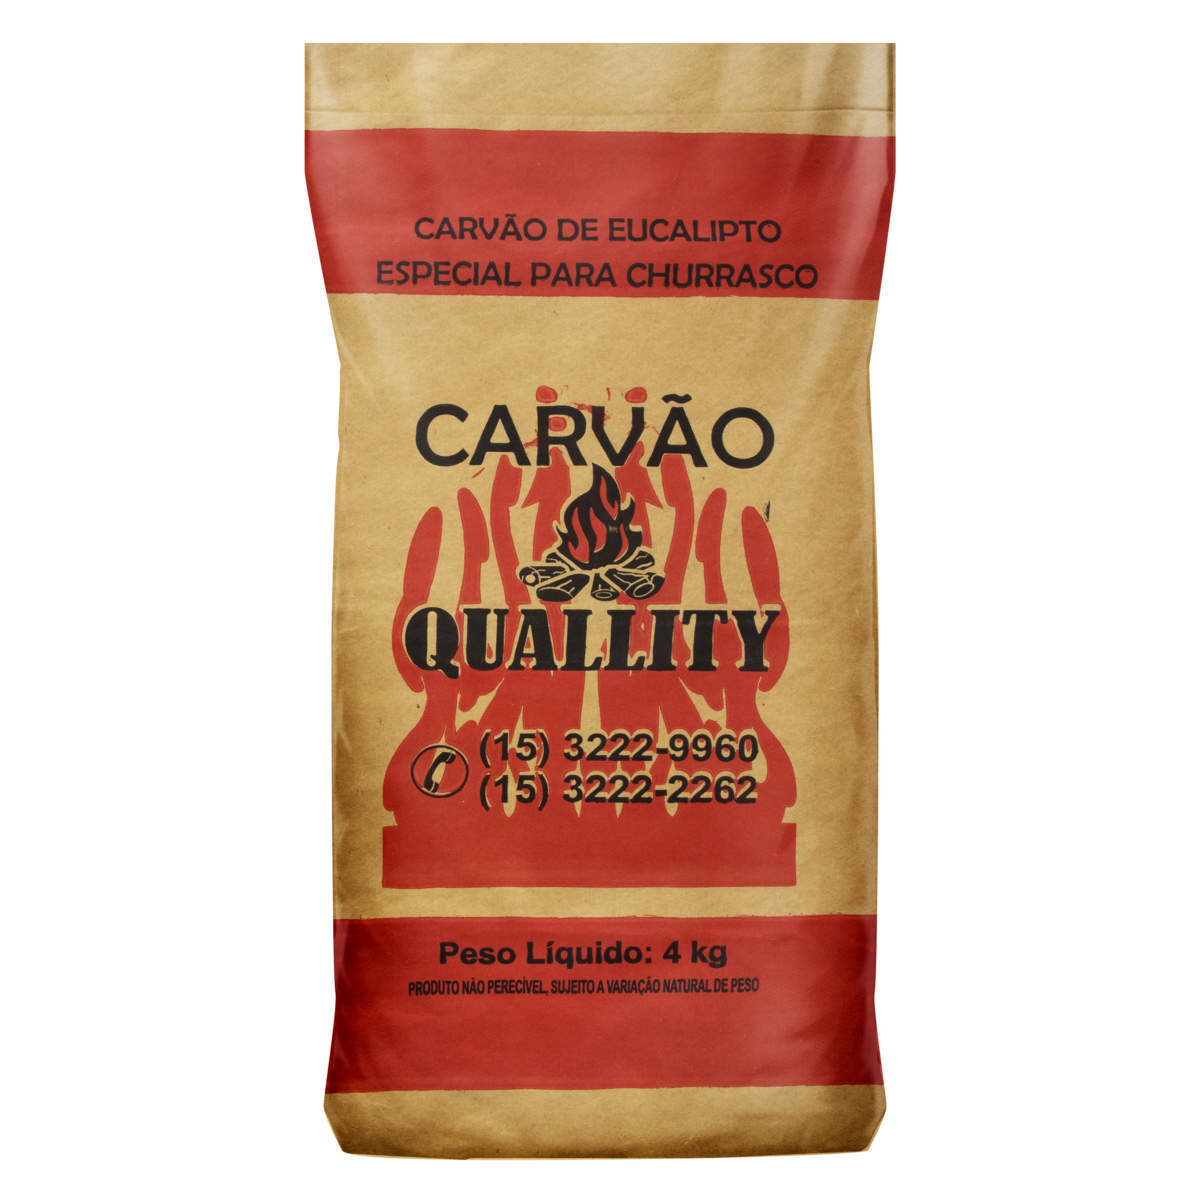 CARVÃO DE EUCALIPTO
ESPECIAL PARA CHURRASCO
CARVÃO
QUALLITY
(15) 3222-9960
(15) 3222-2262
Peso Líquido: 4 kg
PRODUTO NÃO PERECÍVEL, SUJEITO A VARIAÇÃO NATURAL DE PESO